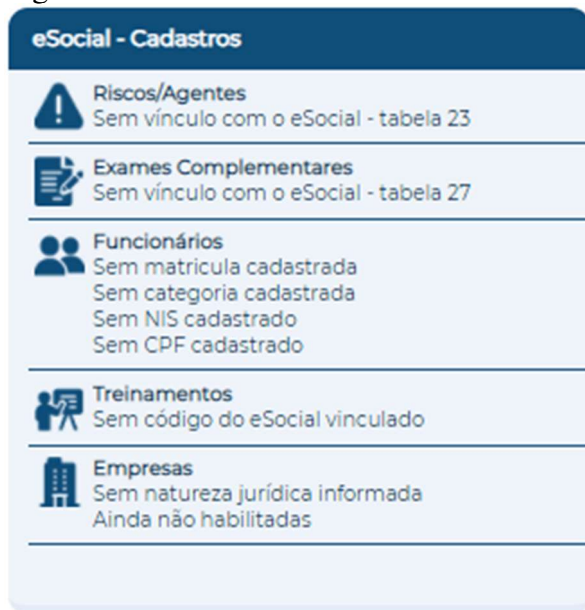 eSocial - Cadastros
Riscos/Agentes
Sem vínculo com o eSocial - tabela 23
Exames Complementares
Sem vínculo com o eSocial - tabela 27
Funcionários
Sem matricula cadastrada
Sem categoria cadastrada
Sem NIS cadastrado
Sem CPF cadastrado
Treinamentos
Sem código do eSocial vinculado
Empresas
Sem natureza jurídica informada
Ainda não habilitadas